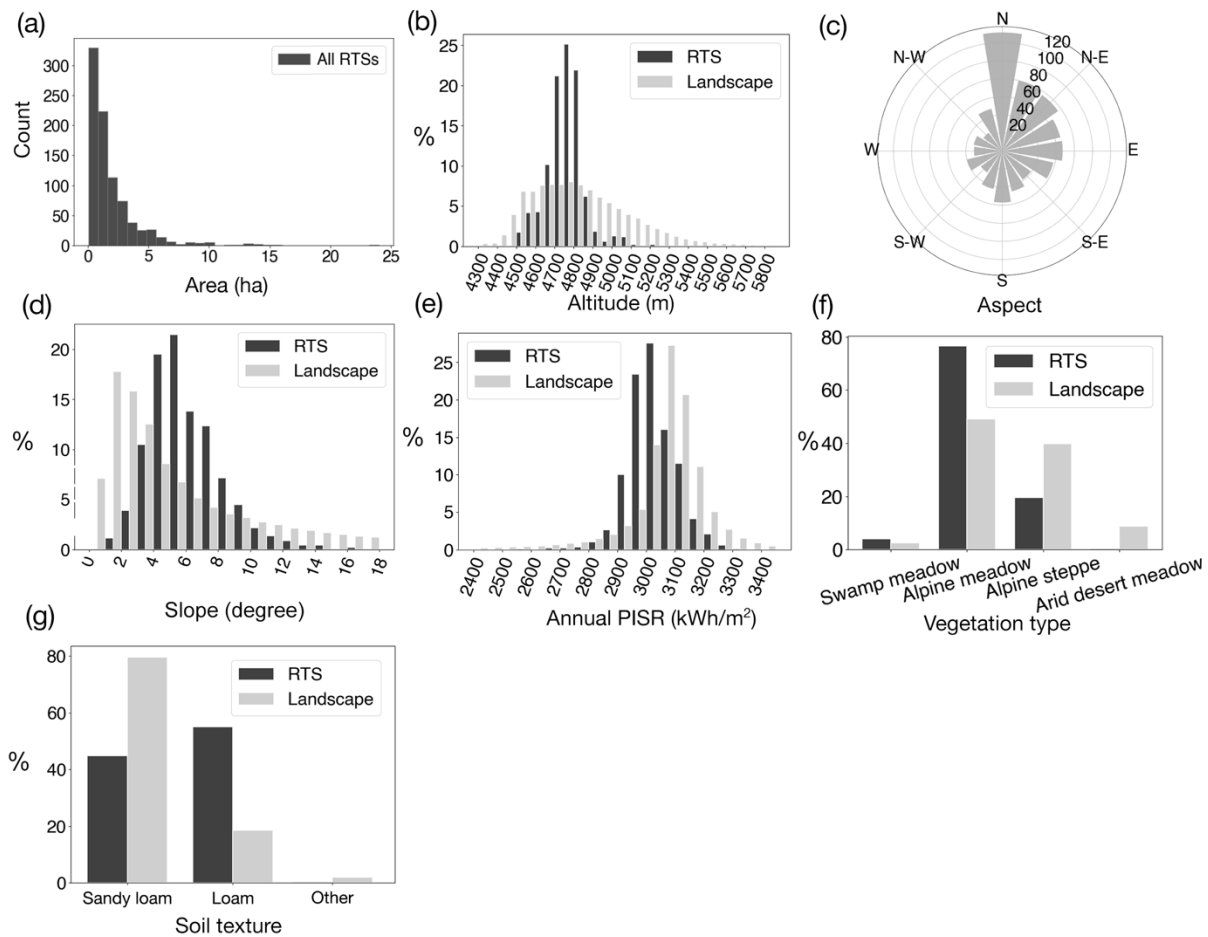 (a)
300
250
200
150
100
50
0
Count
All RTSs
0 5 10 15 20 25
Area (ha)
(b)
25
20
15
10
5
0
%
RTS
Landscape
4300 4400 4500 4600 4700 4800 4900 5000 5100 5200 5300 5400 5500 5600 5700 5800
Altitude (m)
(c)
N
N-E
E
S-E
S
S-W
W
N-W
120
100
80
60
40
20
Aspect
(d)
20
15
10
5
0
%
RTS
Landscape
0 2 4 6 8 10 12 14 16 18
Slope (degree)
(e)
25
20
15
10
5
0
%
RTS
Landscape
2400 2500 2600 2700 2800 2900 3000 3100 3200 3300 3400
Annual PISR (kWh/m²)
(f)
80
60
40
20
0
%
RTS
Landscape
Swamp meadow
Alpine meadow
Alpine steppe
Arid desert meadow
Vegetation type
(g)
80
60
40
20
0
%
RTS
Landscape
Sandy loam Loam Other
Soil texture